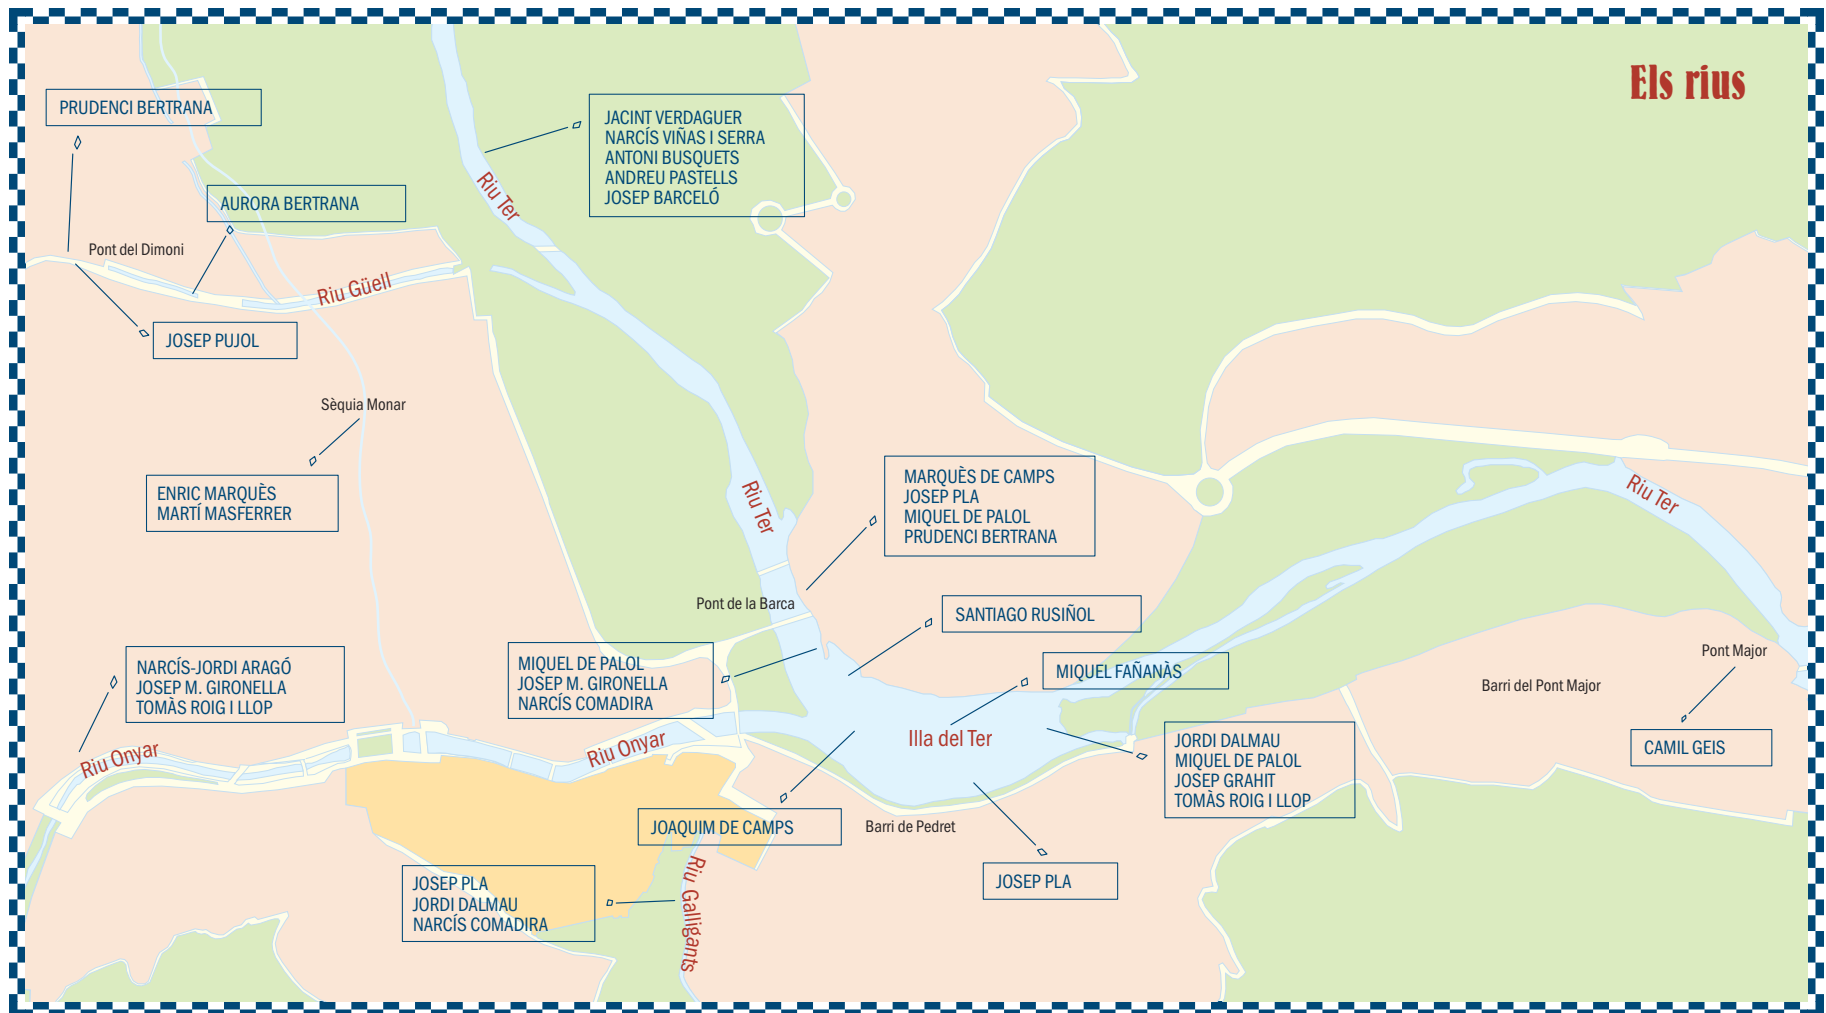 Els rius
PRUDENCI BERTRANA
JACINT VERDAGUER
NARCÍS VIÑAS I SERRA
ANTONI BUSQUETS
ANDREU PASTELLS
JOSEP BARCELÓ
Riu Ter
AURORA BERTRANA
Pont del Dimoni
Riu Güell
JOSEP PUJOL
Sèquia Monar
ENRIC MARQUÈS
MARTÍ MASFERRER
Riu Ter
MARQUÈS DE CAMPS
JOSEP PLA
MIQUEL DE PALOL
PRUDENCI BERTRANA
Riu Ter
Pont de la Barca
SANTIAGO RUSIÑOL
NARCÍS-JORDI ARAGÓ
JOSEP M. GIRONELLA
TOMÀS ROIG I LLOP
MIQUEL DE PALOL
JOSEP M. GIRONELLA
NARCÍS COMADIRA
MIQUEL FAÑANÀS
Pont Major
Barri del Pont Major
Riu Onyar
Riu Onyar
Illa del Ter
JORDI DALMAU
MIQUEL DE PALOL
JOSEP GRAHIT
TOMÀS ROIG I LLOP
CAMIL GEIS
JOAQUIM DE CAMPS
Barri de Pedret
JOSEP PLA
JOSEP PLA
JORDI DALMAU
NARCÍS COMADIRA
Riu Galligants